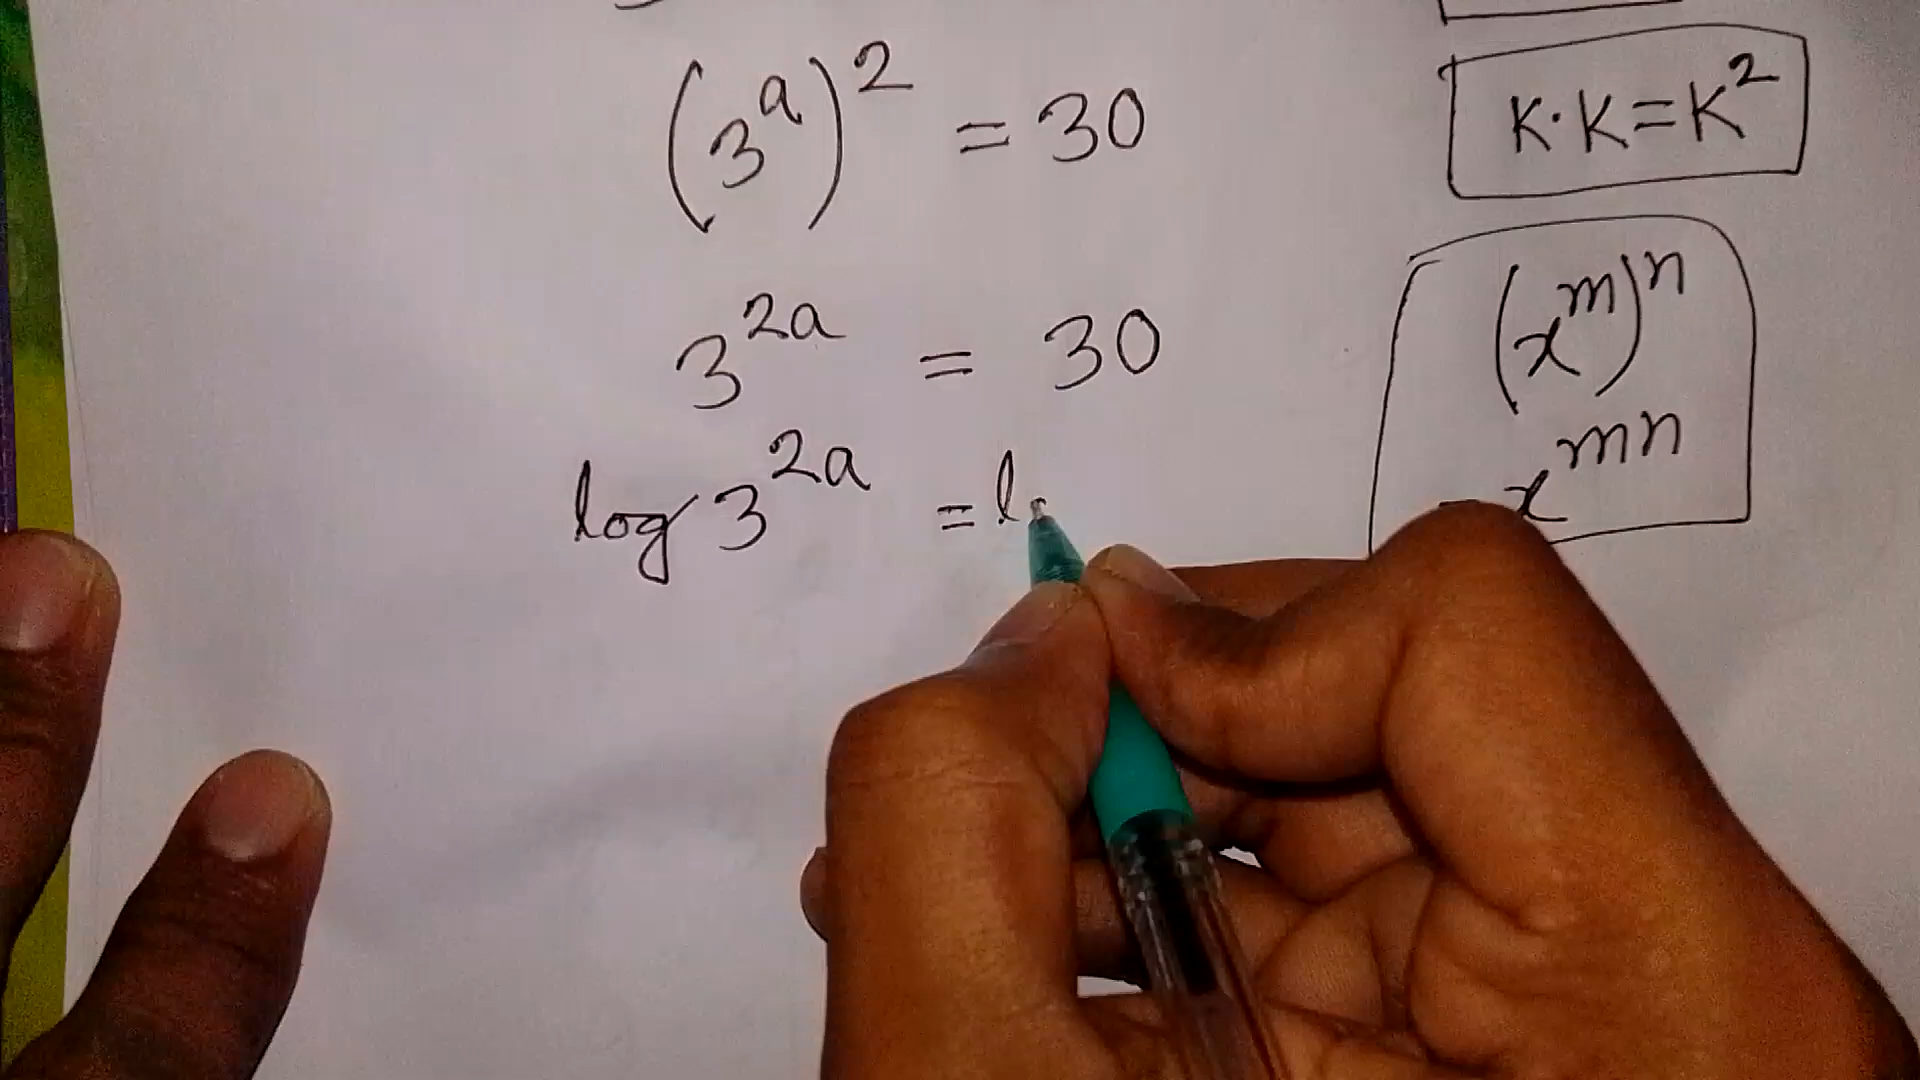 (3^a)^2 = 30
3^{2a} = 30
log 3^{2a} = l
K·K=K^2
(x^m)^n
x^{mn}